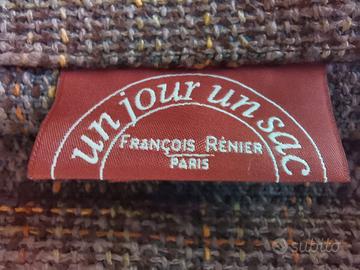 un jour un sac
FRANÇOIS RÉNIER
PARIS
subito